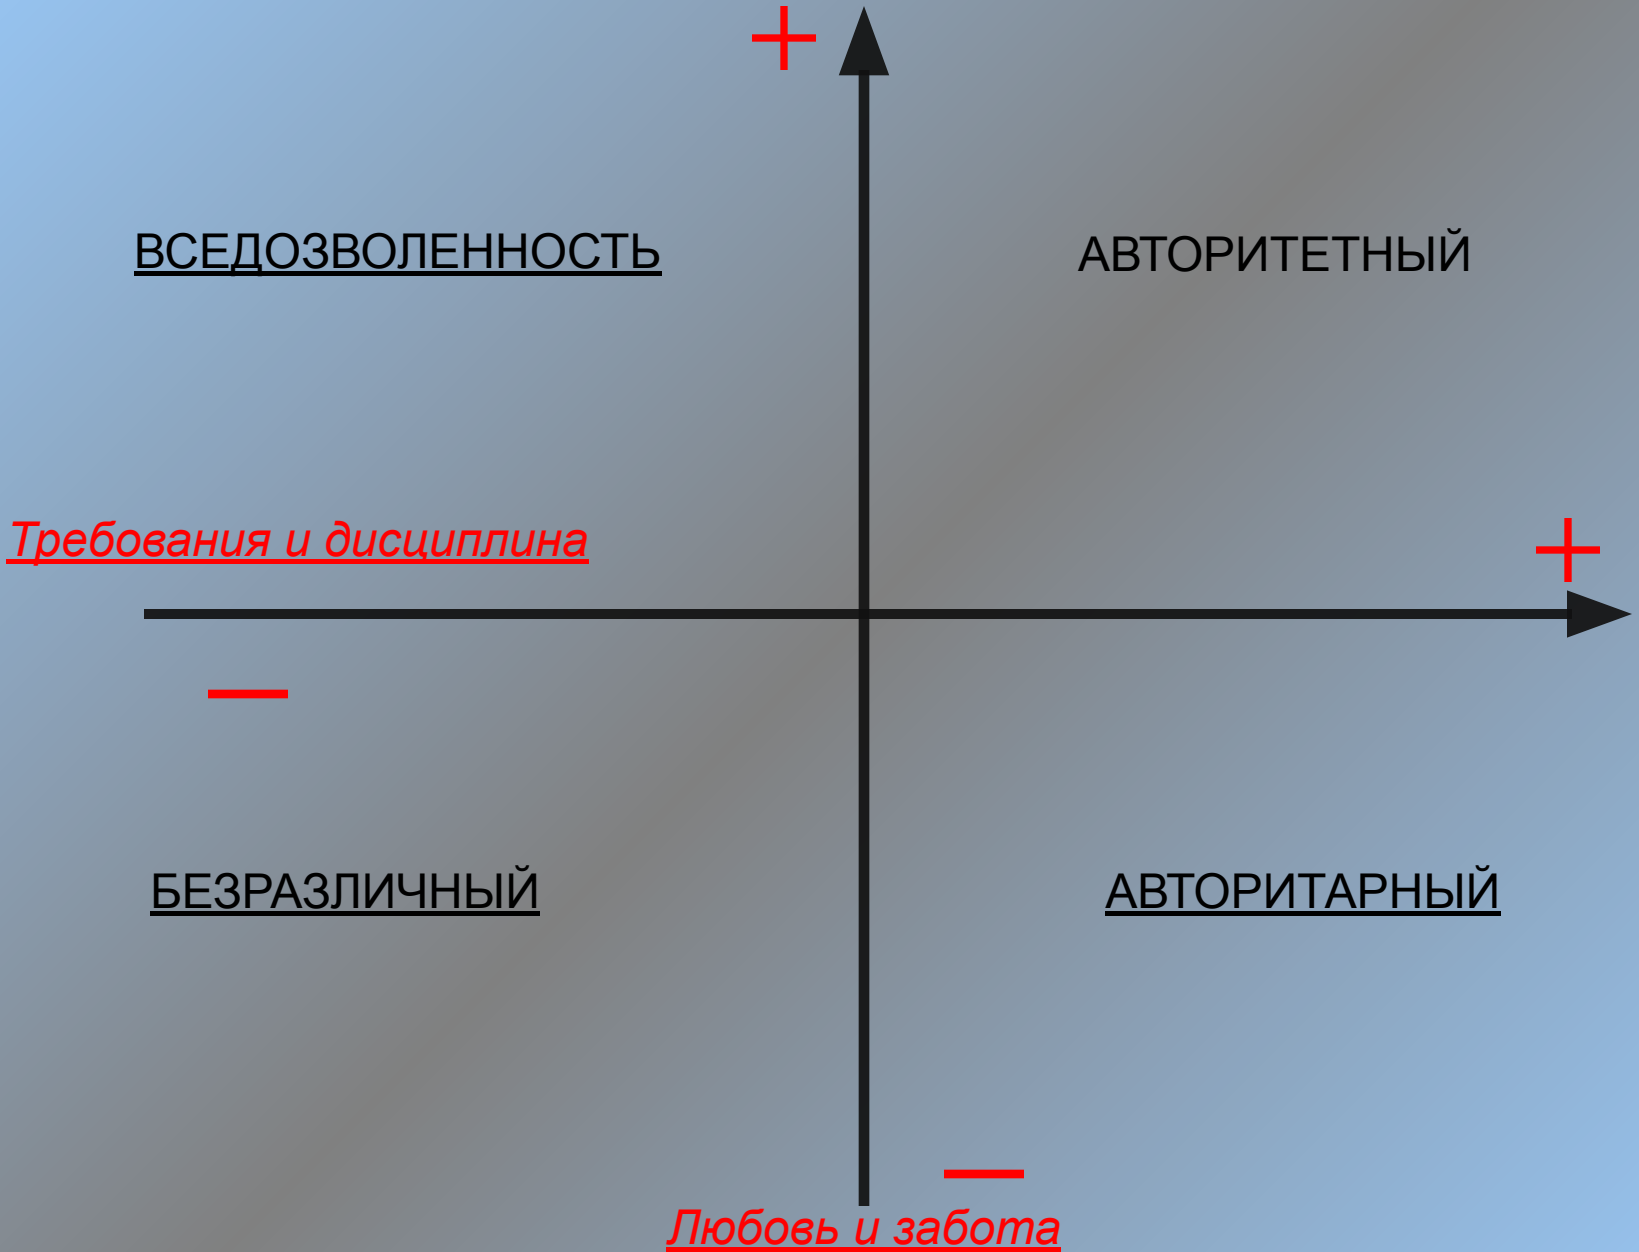 +
ВСЕДОЗВОЛЕННОСТЬ
АВТОРИТЕТНЫЙ
Требования и дисциплина
+
—
БЕЗРАЗЛИЧНЫЙ
АВТОРИТАРНЫЙ
—
Любовь и забота